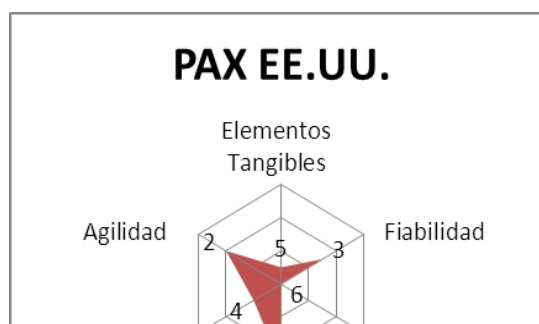 PAX EE.UU.
Elementos
Tangibles
Agilidad
Fiabilidad
2
5
3
4
6